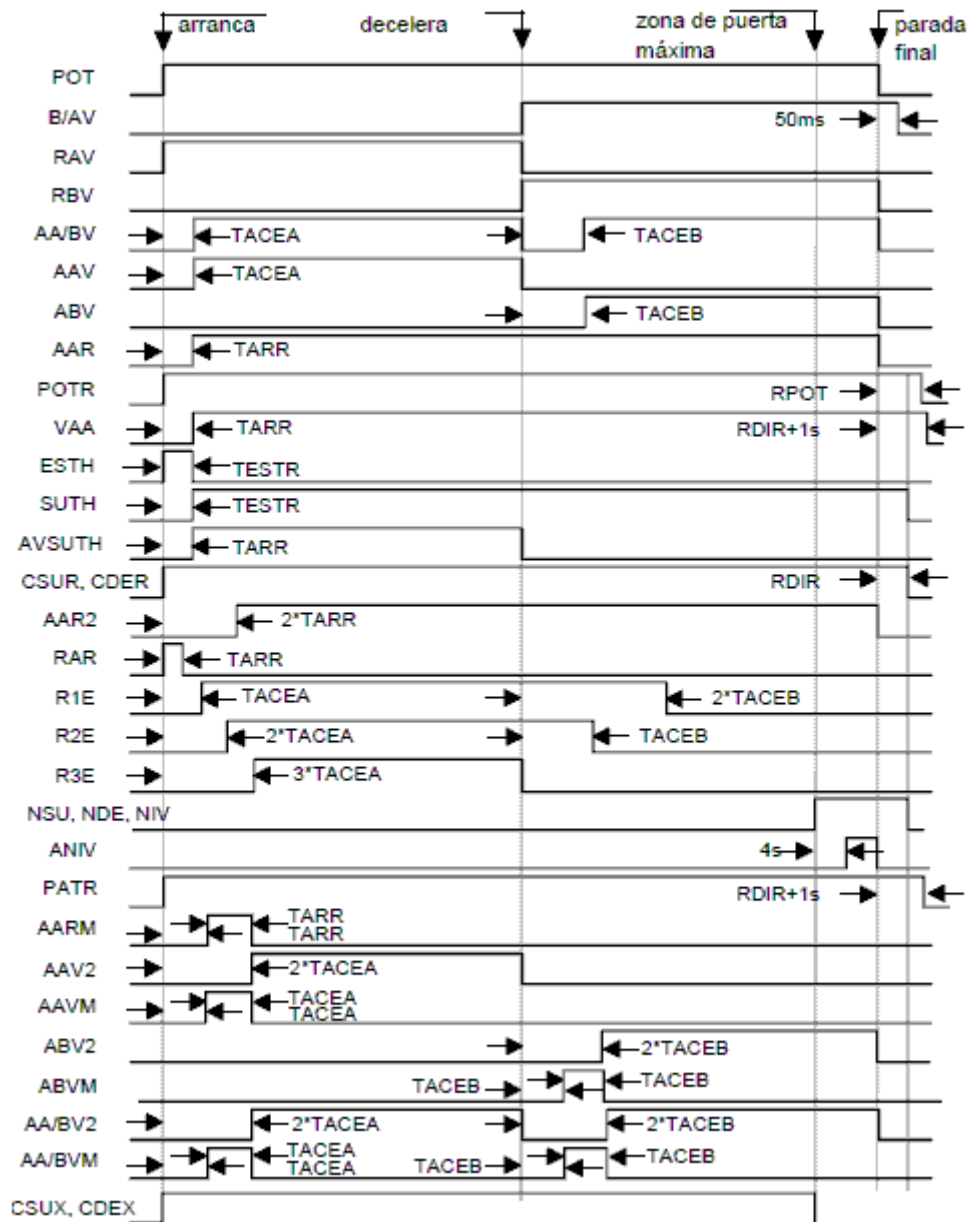 arranca decelera zona de puerta máxima parada final
POT
B/AV 50ms
RAV
RBV
AA/BV TACEA TACEB
AAV TACEA
ABV TACEB
AAR TARR
POTR RPOT
VAA TARR RDIR+1s
ESTH TESTR
SUTH TESTR
AVSUTH TARR
CSUR, CDER RDIR
AAR2 2*TARR
RAR TARR
R1E TACEA 2*TACEB
R2E 2*TACEA TACEB
R3E 3*TACEA
NSU, NDE, NIV
ANIV 4s
PATR RDIR+1s
AARM TARR
TARR
AAV2 2*TACEA
AAVM TACEA
TACEA
ABV2 2*TACEB
ABVM TACEB TACEB
AA/BV2 2*TACEA 2*TACEB
AA/BVM TACEA
TACEA TACEB TACEB
CSUX, CDEX